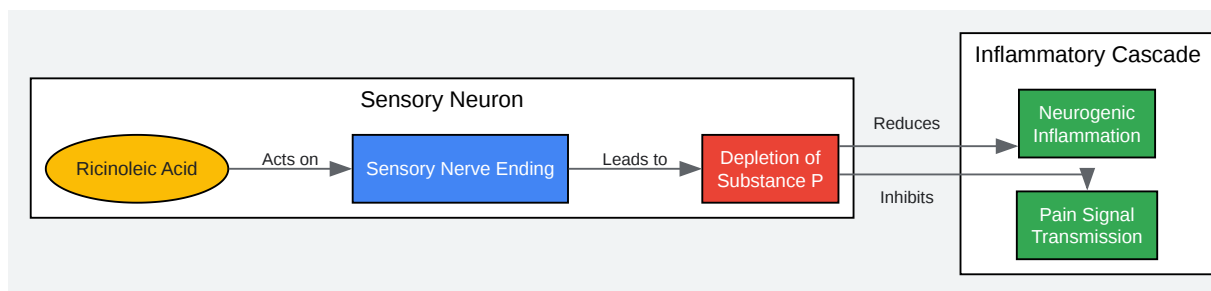 Inflammatory Cascade
Sensory Neuron
Ricinoleic Acid
Acts on
Sensory Nerve Ending
Leads to
Depletion of
Substance P
Reduces
Neurogenic
Inflammation
Inhibits
Pain Signal
Transmission